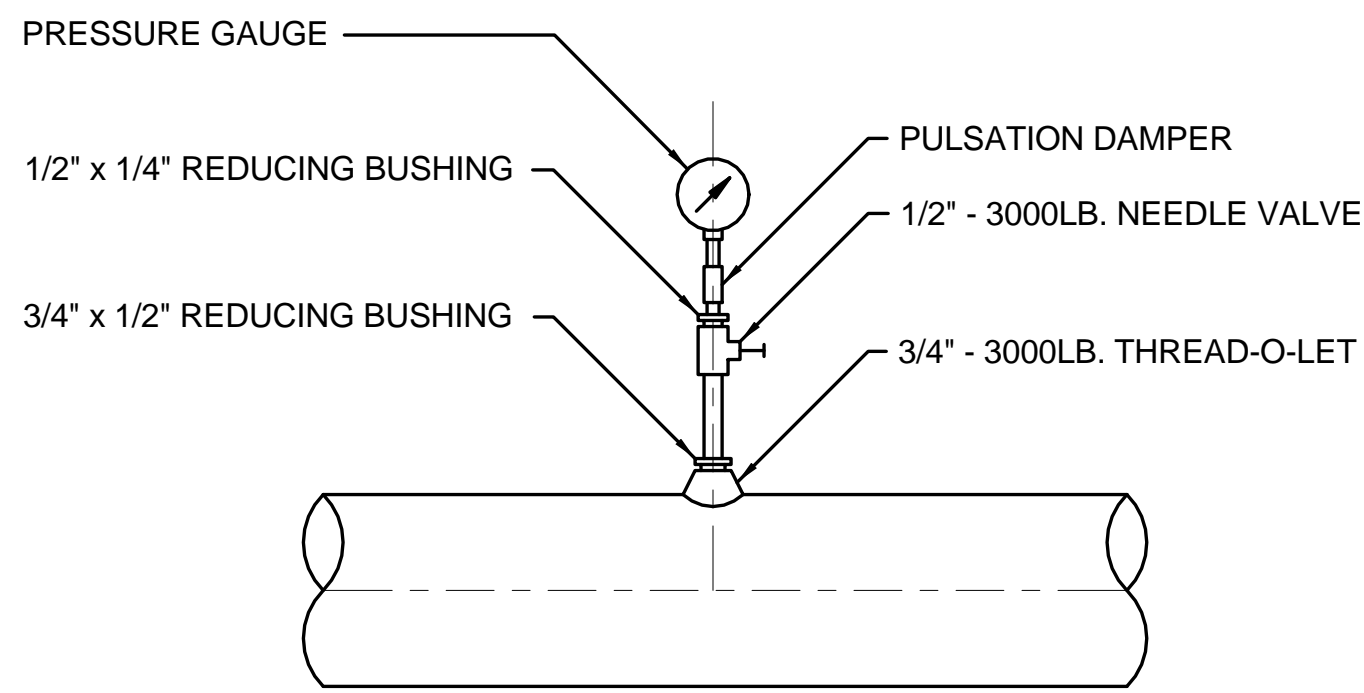 PRESSURE GAUGE
1/2" x 1/4" REDUCING BUSHING
3/4" x 1/2" REDUCING BUSHING
PULSATION DAMPER
1/2" - 3000LB. NEEDLE VALVE
3/4" - 3000LB. THREAD-O-LET